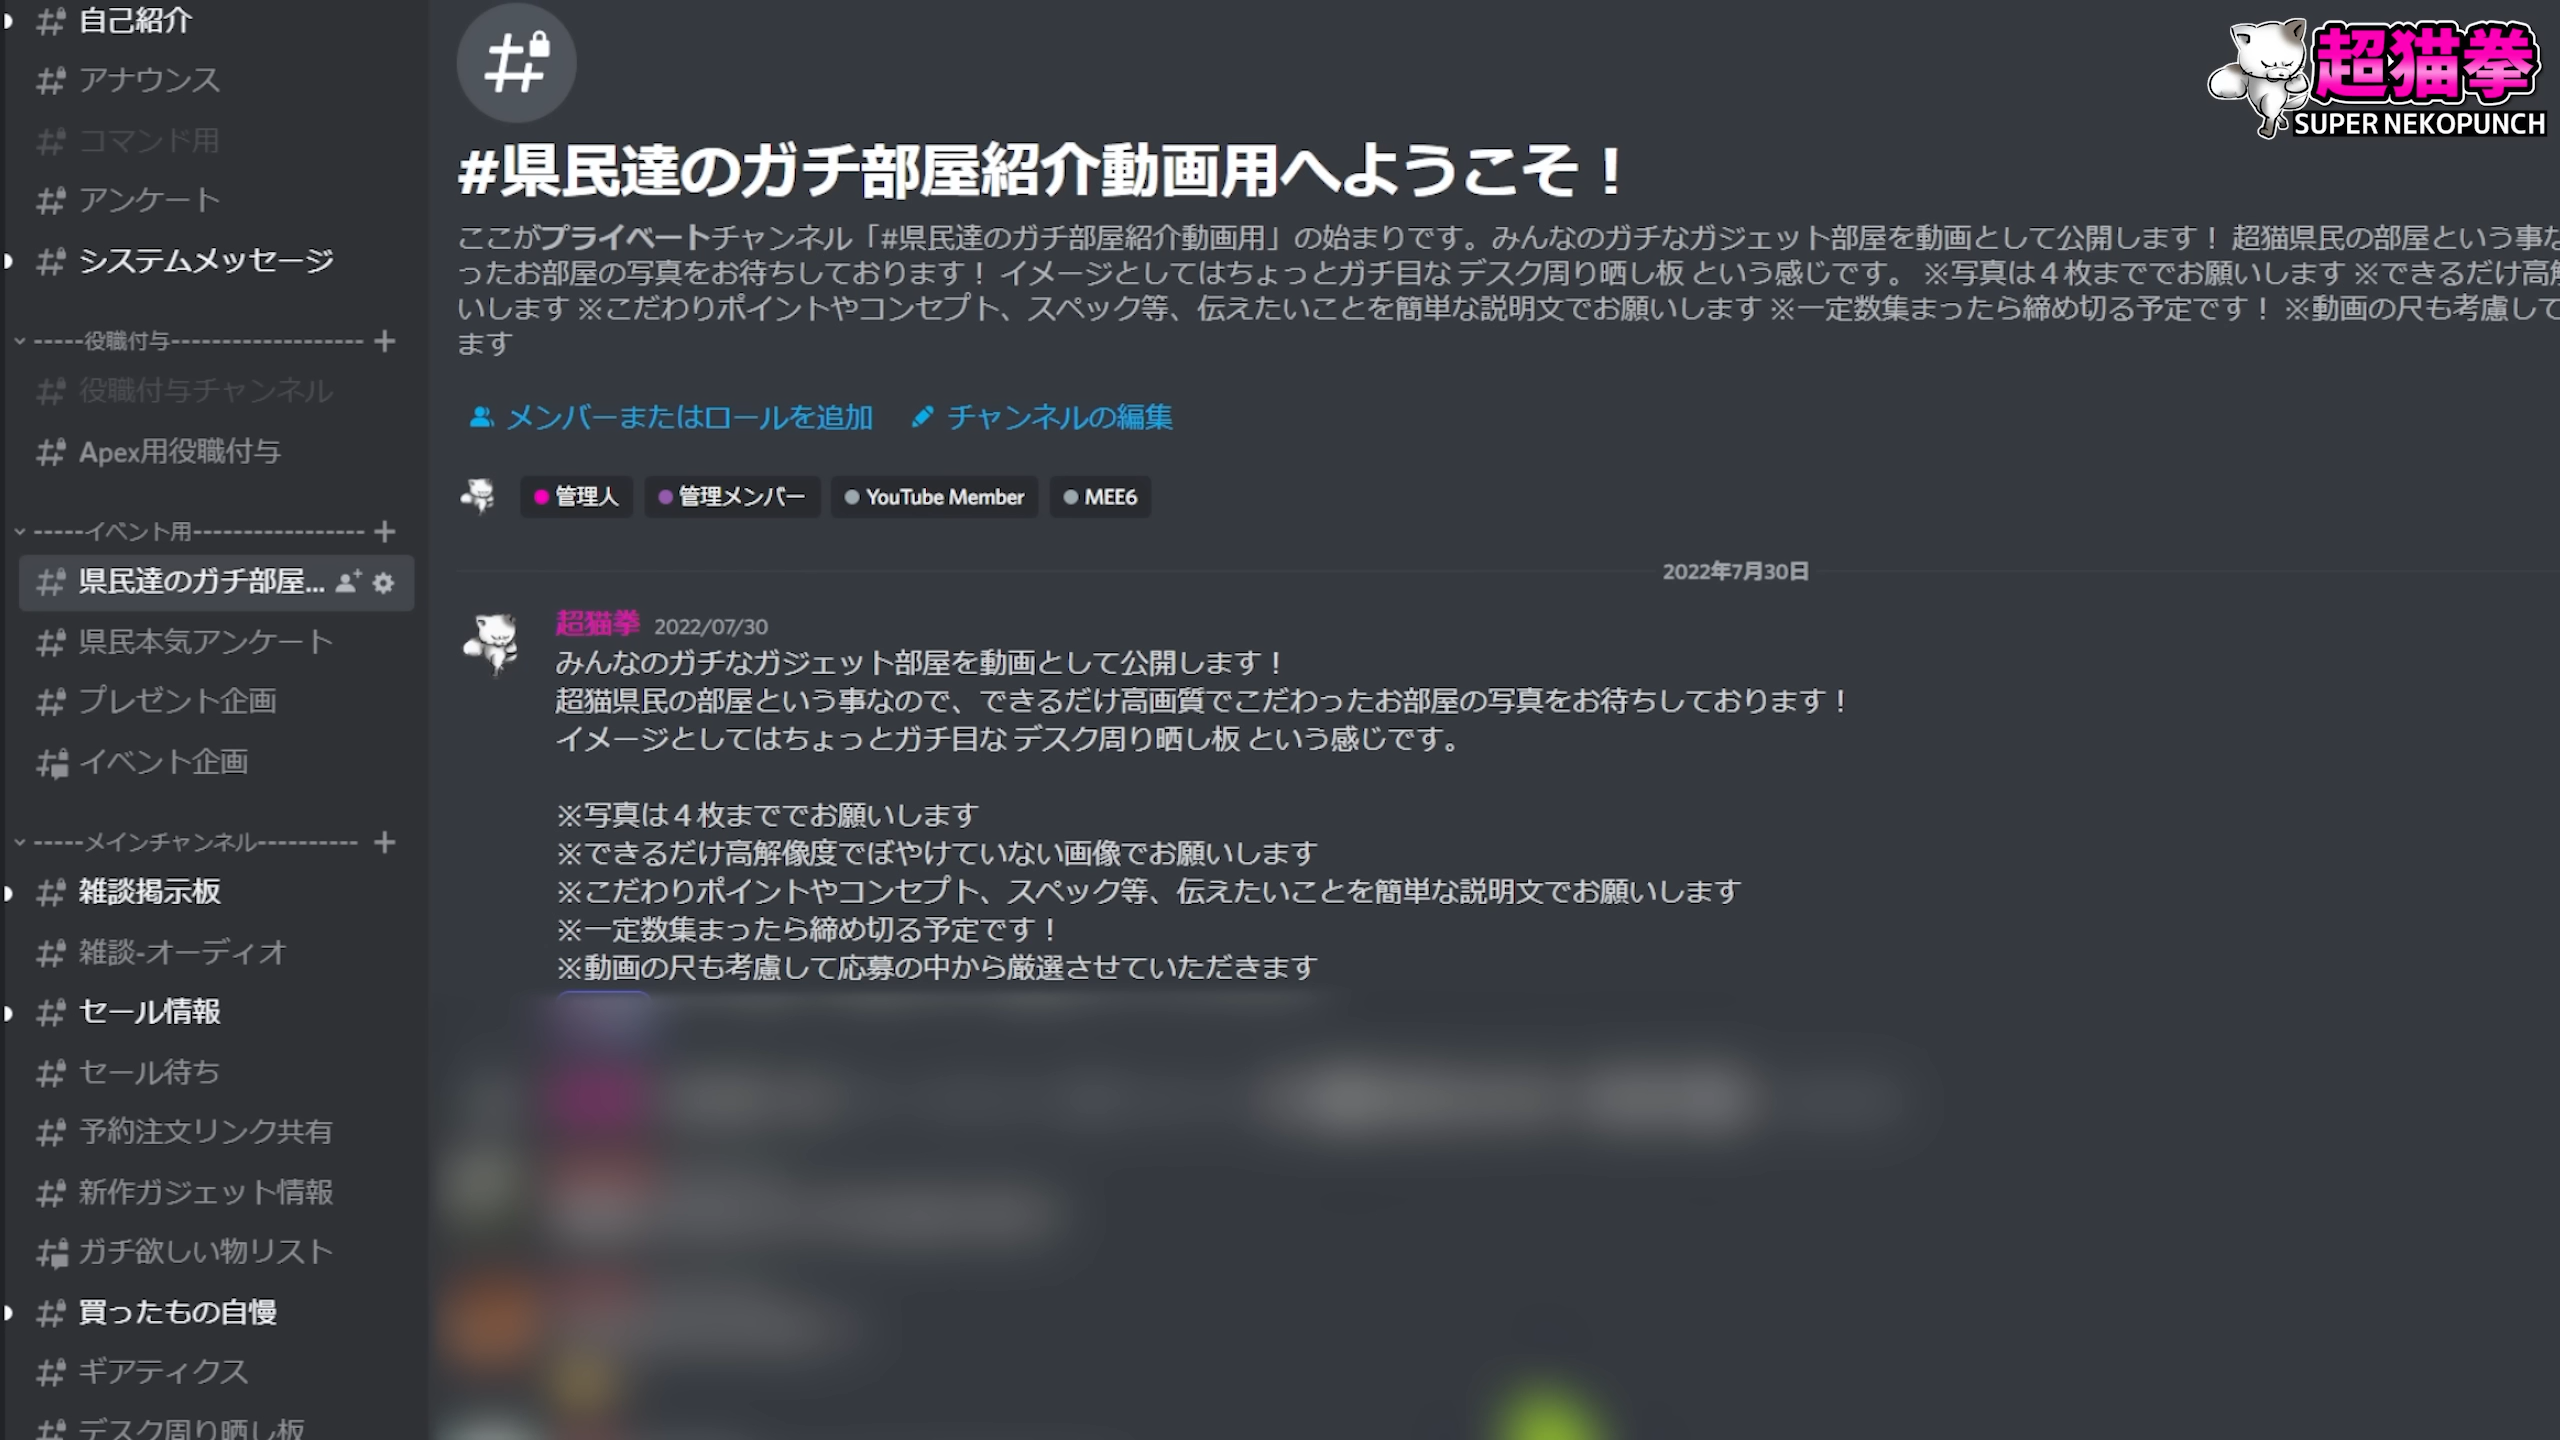 自己紹介
アナウンス
コマンド用
アンケート
システムメッセージ
-----役職付与-------------------
役職付与チャンネル
Apex用役職付与
-----イベント用-----------------
県民達のガチ部屋...
県民本気アンケート
プレゼント企画
イベント企画
-----メインチャンネル----------
雑談掲示板
雑談-オーディオ
セール情報
セール待ち
予約注文リンク共有
新作ガジェット情報
ガチ欲しい物リスト
買ったもの自慢
ギアティクス
デスク周り晒し板
超猫拳
SUPER NEKOPUNCH
#県民達のガチ部屋紹介動画用へようこそ！
ここがプライベートチャンネル「#県民達のガチ部屋紹介動画用」の始まりです。みんなのガチなガジェット部屋を動画として公開します！ 超猫県民の部屋という事な
ったお部屋の写真をお待ちしております！ イメージとしてはちょっとガチ目な デスク周り晒し板 という感じです。 ※写真は４枚まででお願いします ※できるだけ高解
いします ※こだわりポイントやコンセプト、スペック等、伝えたいことを簡単な説明文でお願いします ※一定数集まったら締め切る予定です！ ※動画の尺も考慮して
ます
メンバーまたはロールを追加 チャンネルの編集
管理人 管理メンバー YouTube Member MEE6
2022年7月30日
超猫拳 2022/07/30
みんなのガチなガジェット部屋を動画として公開します！
超猫県民の部屋という事なので、できるだけ高画質でこだわったお部屋の写真をお待ちしております！
イメージとしてはちょっとガチ目な デスク周り晒し板 という感じです。
※写真は４枚まででお願いします
※できるだけ高解像度でぼやけていない画像でお願いします
※こだわりポイントやコンセプト、スペック等、伝えたいことを簡単な説明文でお願いします
※一定数集まったら締め切る予定です！
※動画の尺も考慮して応募の中から厳選させていただきます